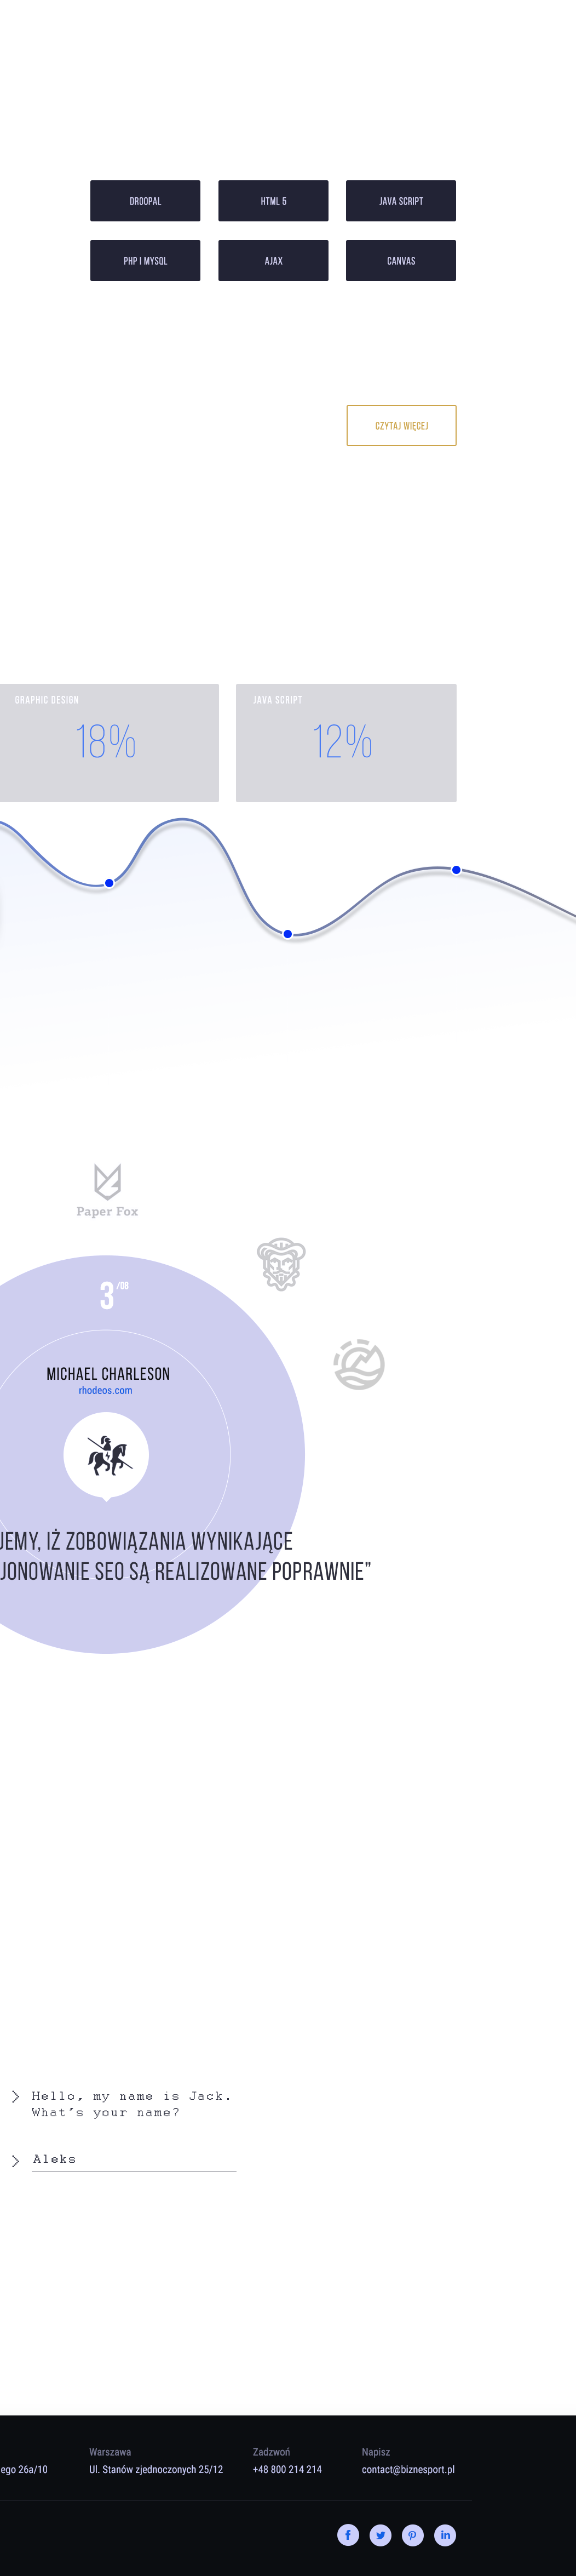 DROOPAL
HTML 5
JAVA SCRIPT
PHP I MYSQL
AJAX
CANVAS
CZYTAJ WIĘCEJ
GRAPHIC DESIGN
JAVA SCRIPT
18%
12%
Paper Fox
3/06
MICHAEL CHARLESON
rhodeos.com
JEMY, IŻ ZOBOWIĄZANIA WYNIKAJĄCE
JONOWANIE SEO SĄ REALIZOWANE POPRAWNIE”
Hello, my name is Jack.
What's your name?
Aleks
Warszawa
Zadzwoń
Napisz
ego 26a/10
Ul. Stanów zjednoczonych 25/12
+48 800 214 214
contact@biznesport.pl